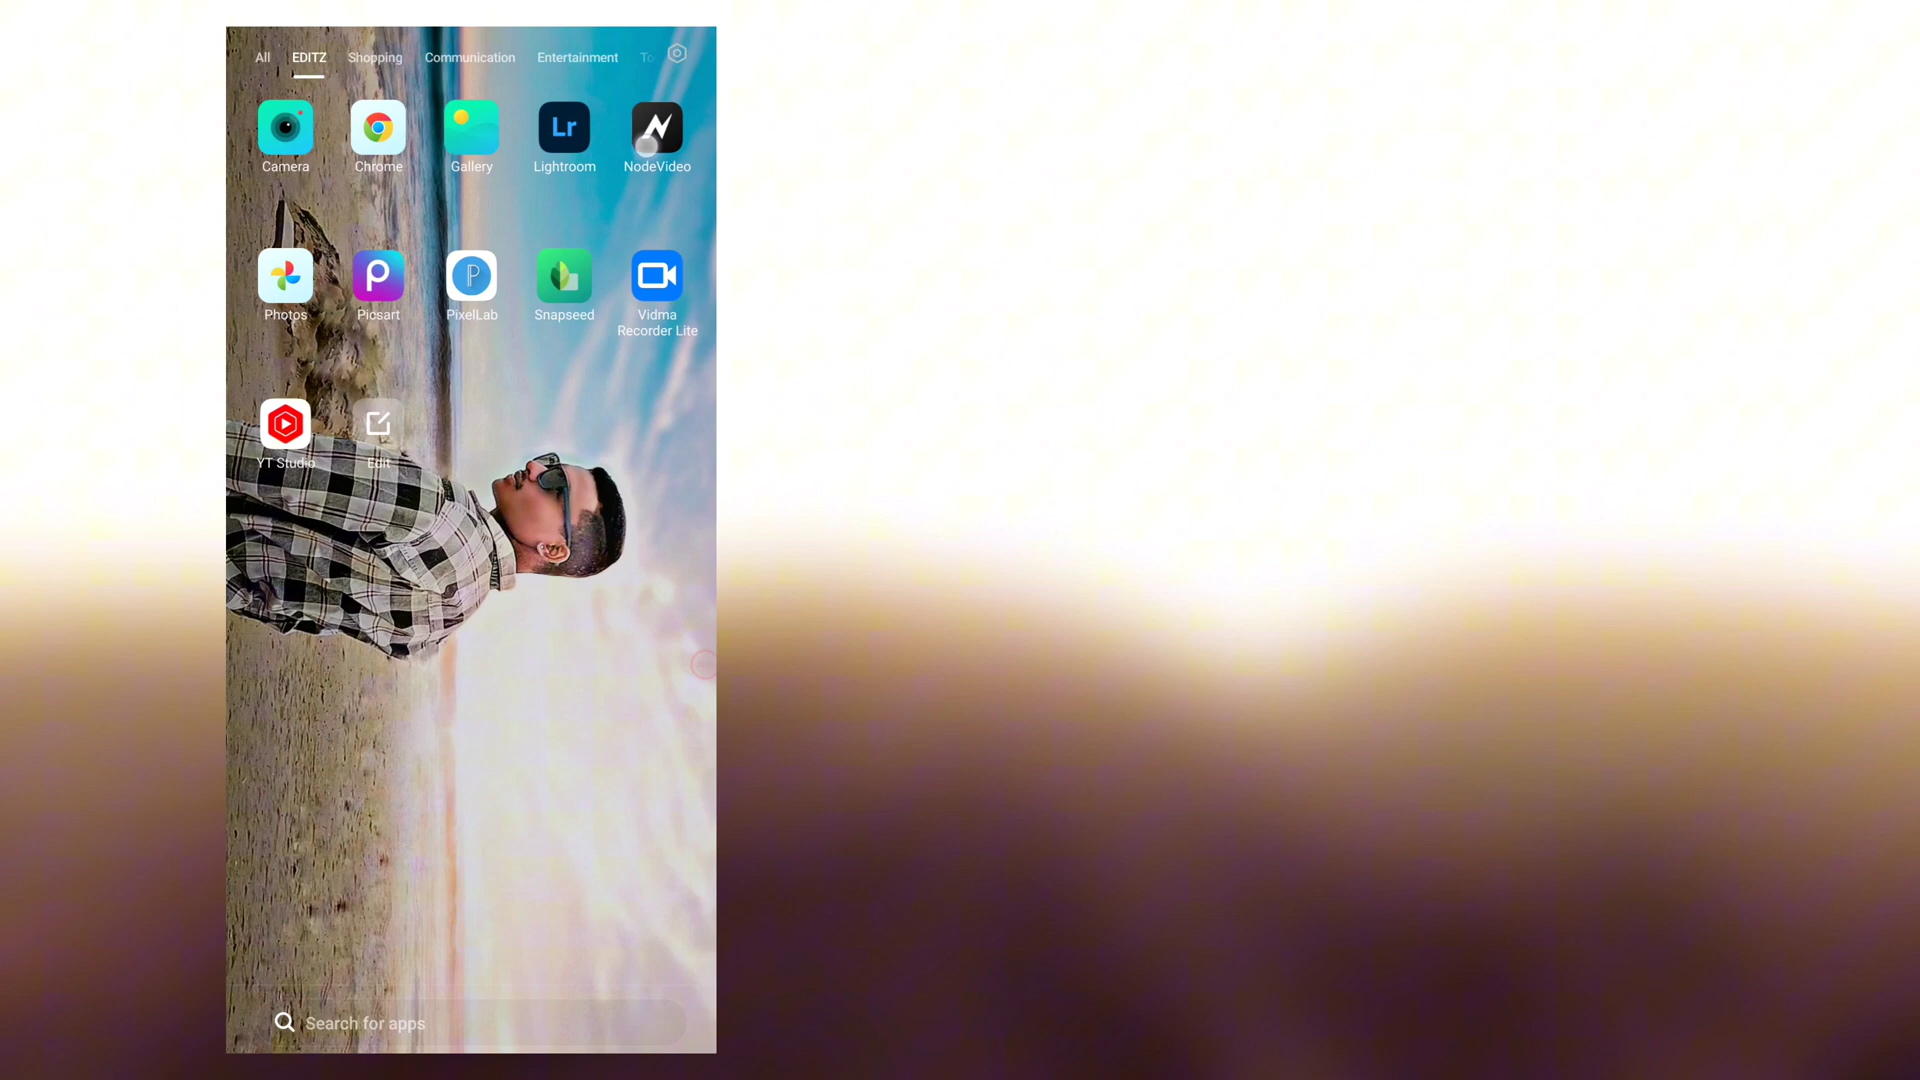 All EDITZ Shopping Communication Entertainment To
Lr
Camera Chrome Gallery Lightroom NodeVideo
Photos Picsart PixelLab Snapseed Vidma
Recorder Lite
YT Studio Edit
Search for apps